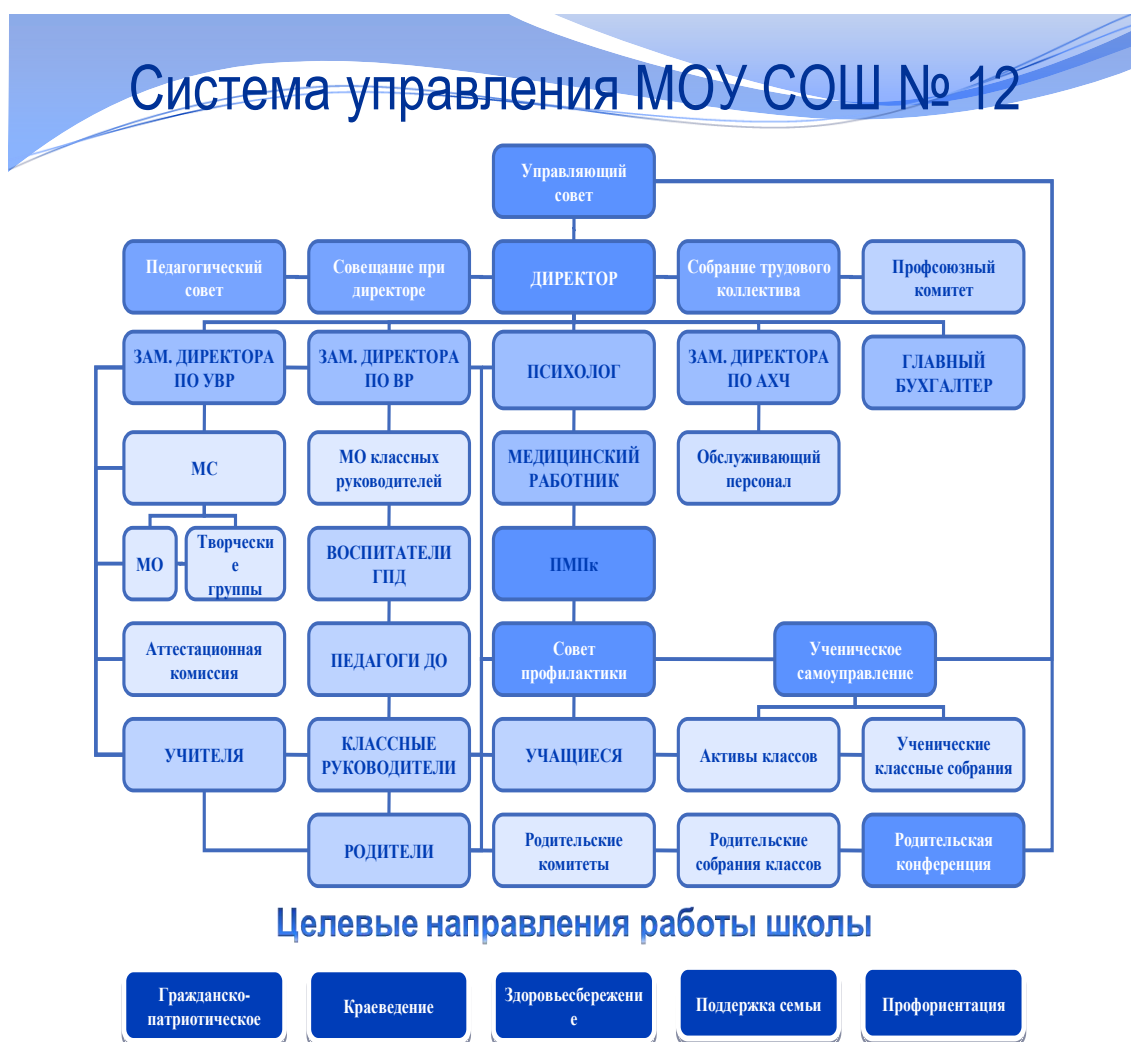 Система управления МОУ СОШ № 12
Управляющий
совет
Педагогический
совет
Совещание при
директоре
ДИРЕКТОР
Собрание трудового
коллектива
Профсоюзный
комитет
ЗАМ. ДИРЕКТОРА
ПО УВР
ЗАМ. ДИРЕКТОРА
ПО ВР
ПСИХОЛОГ
ЗАМ. ДИРЕКТОРА
ПО АХЧ
ГЛАВНЫЙ
БУХГАЛТЕР
МС
МО классных
руководителей
МЕДИЦИНСКИЙ
РАБОТНИК
Обслуживающий
персонал
МО
Творчески
е
группы
ВОСПИТАТЕЛИ
ГПД
ПМПк
Аттестационная
комиссия
ПЕДАГОГИ ДО
Совет
профилактики
Ученическое
самоуправление
УЧИТЕЛЯ
КЛАССНЫЕ
РУКОВОДИТЕЛИ
УЧАЩИЕСЯ
Активы классов
Ученические
классные собрания
РОДИТЕЛИ
Родительские
комитеты
Родительские
собрания классов
Родительская
конференция
Целевые направления работы школы
Гражданско-
патриотическое
Краеведение
Здоровьесбережени
е
Поддержка семьи
Профориентация